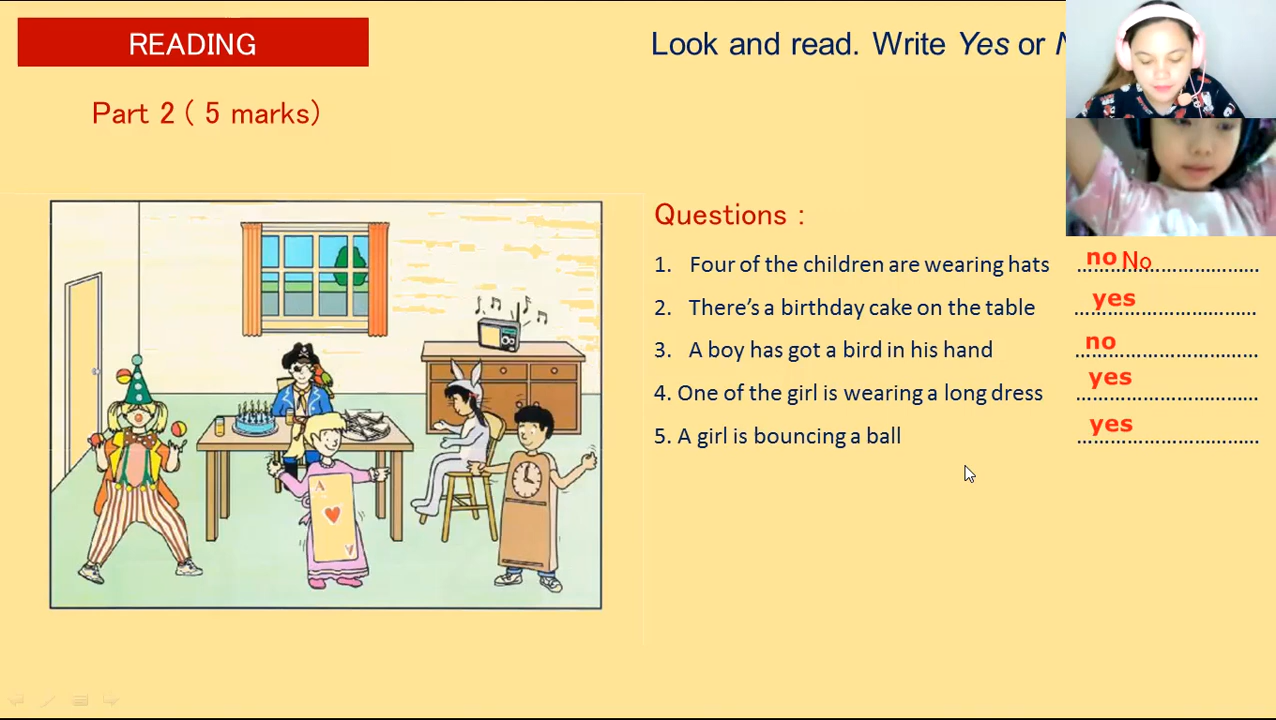 READING
Look and read. Write Yes or
Part 2 ( 5 marks)
Questions :
1. Four of the children are wearing hats no No
2. There's a birthday cake on the table yes
3. A boy has got a bird in his hand no
4. One of the girl is wearing a long dress yes
5. A girl is bouncing a ball yes
A
A